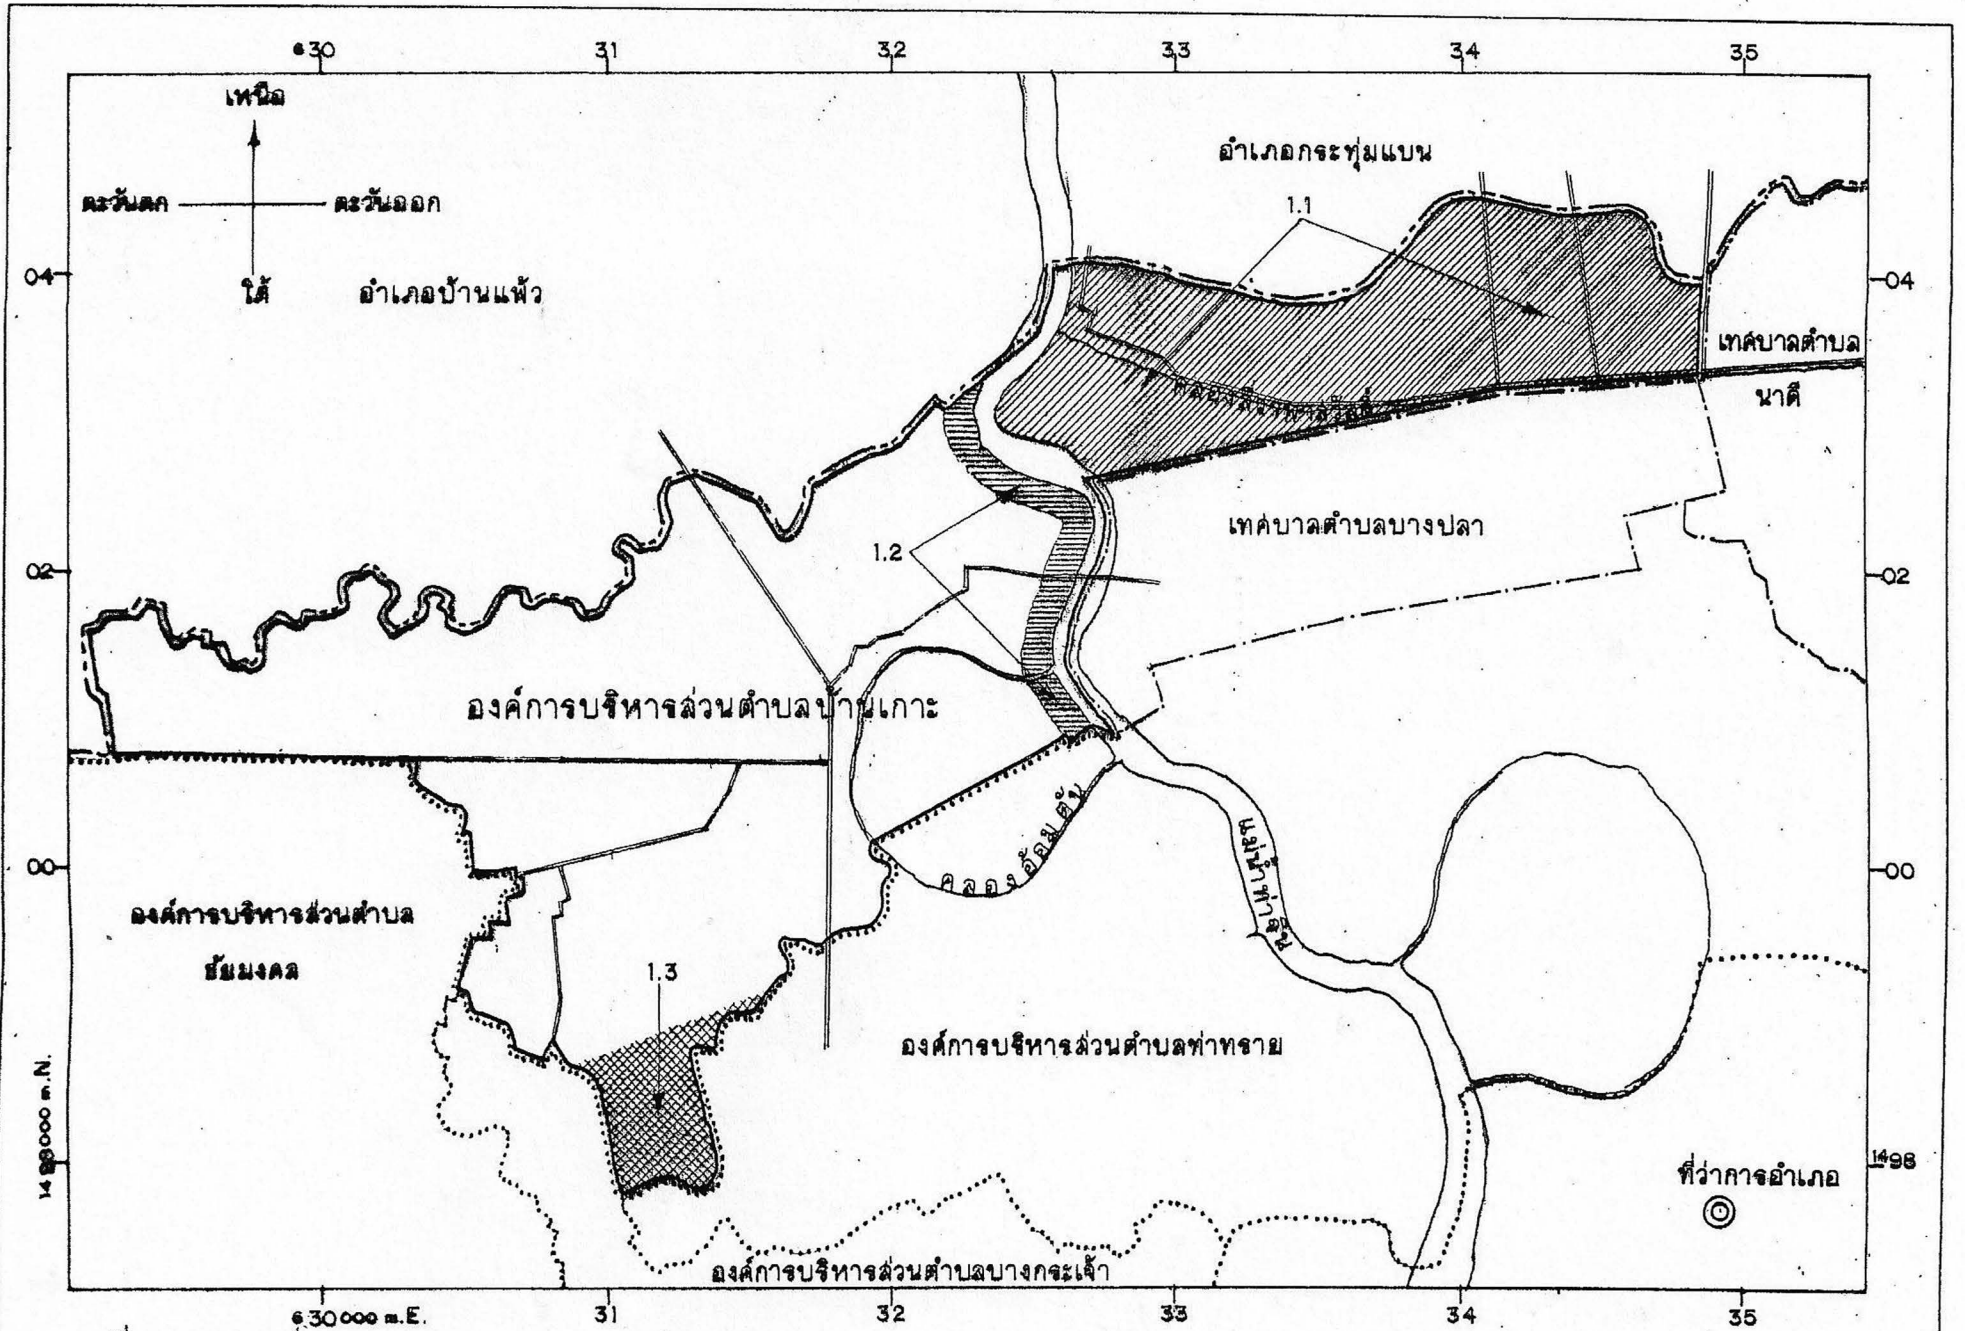 630 31 32 33 34 35
เหนือ
ตะวันตก ตะวันออก
ใต้
อำเภอบ้านแพ้ว
อำเภอกระทุ่มแบน
1.1
04 04
เทศบาลตำบล
นาดี
เทศบาลตำบลบางปลา
1.2
02 02
องค์การบริหารส่วนตำบลบ้านเกาะ
คลองอ้อมตัน
00 00
องค์การบริหารส่วนตำบล
ชัยมงคล
1.3
องค์การบริหารส่วนตำบลท่าทราย
1498000 m.N. 1498
ที่ว่าการอำเภอ
องค์การบริหารส่วนตำบลบางกระเจ้า
630000 m.E. 31 32 33 34 35